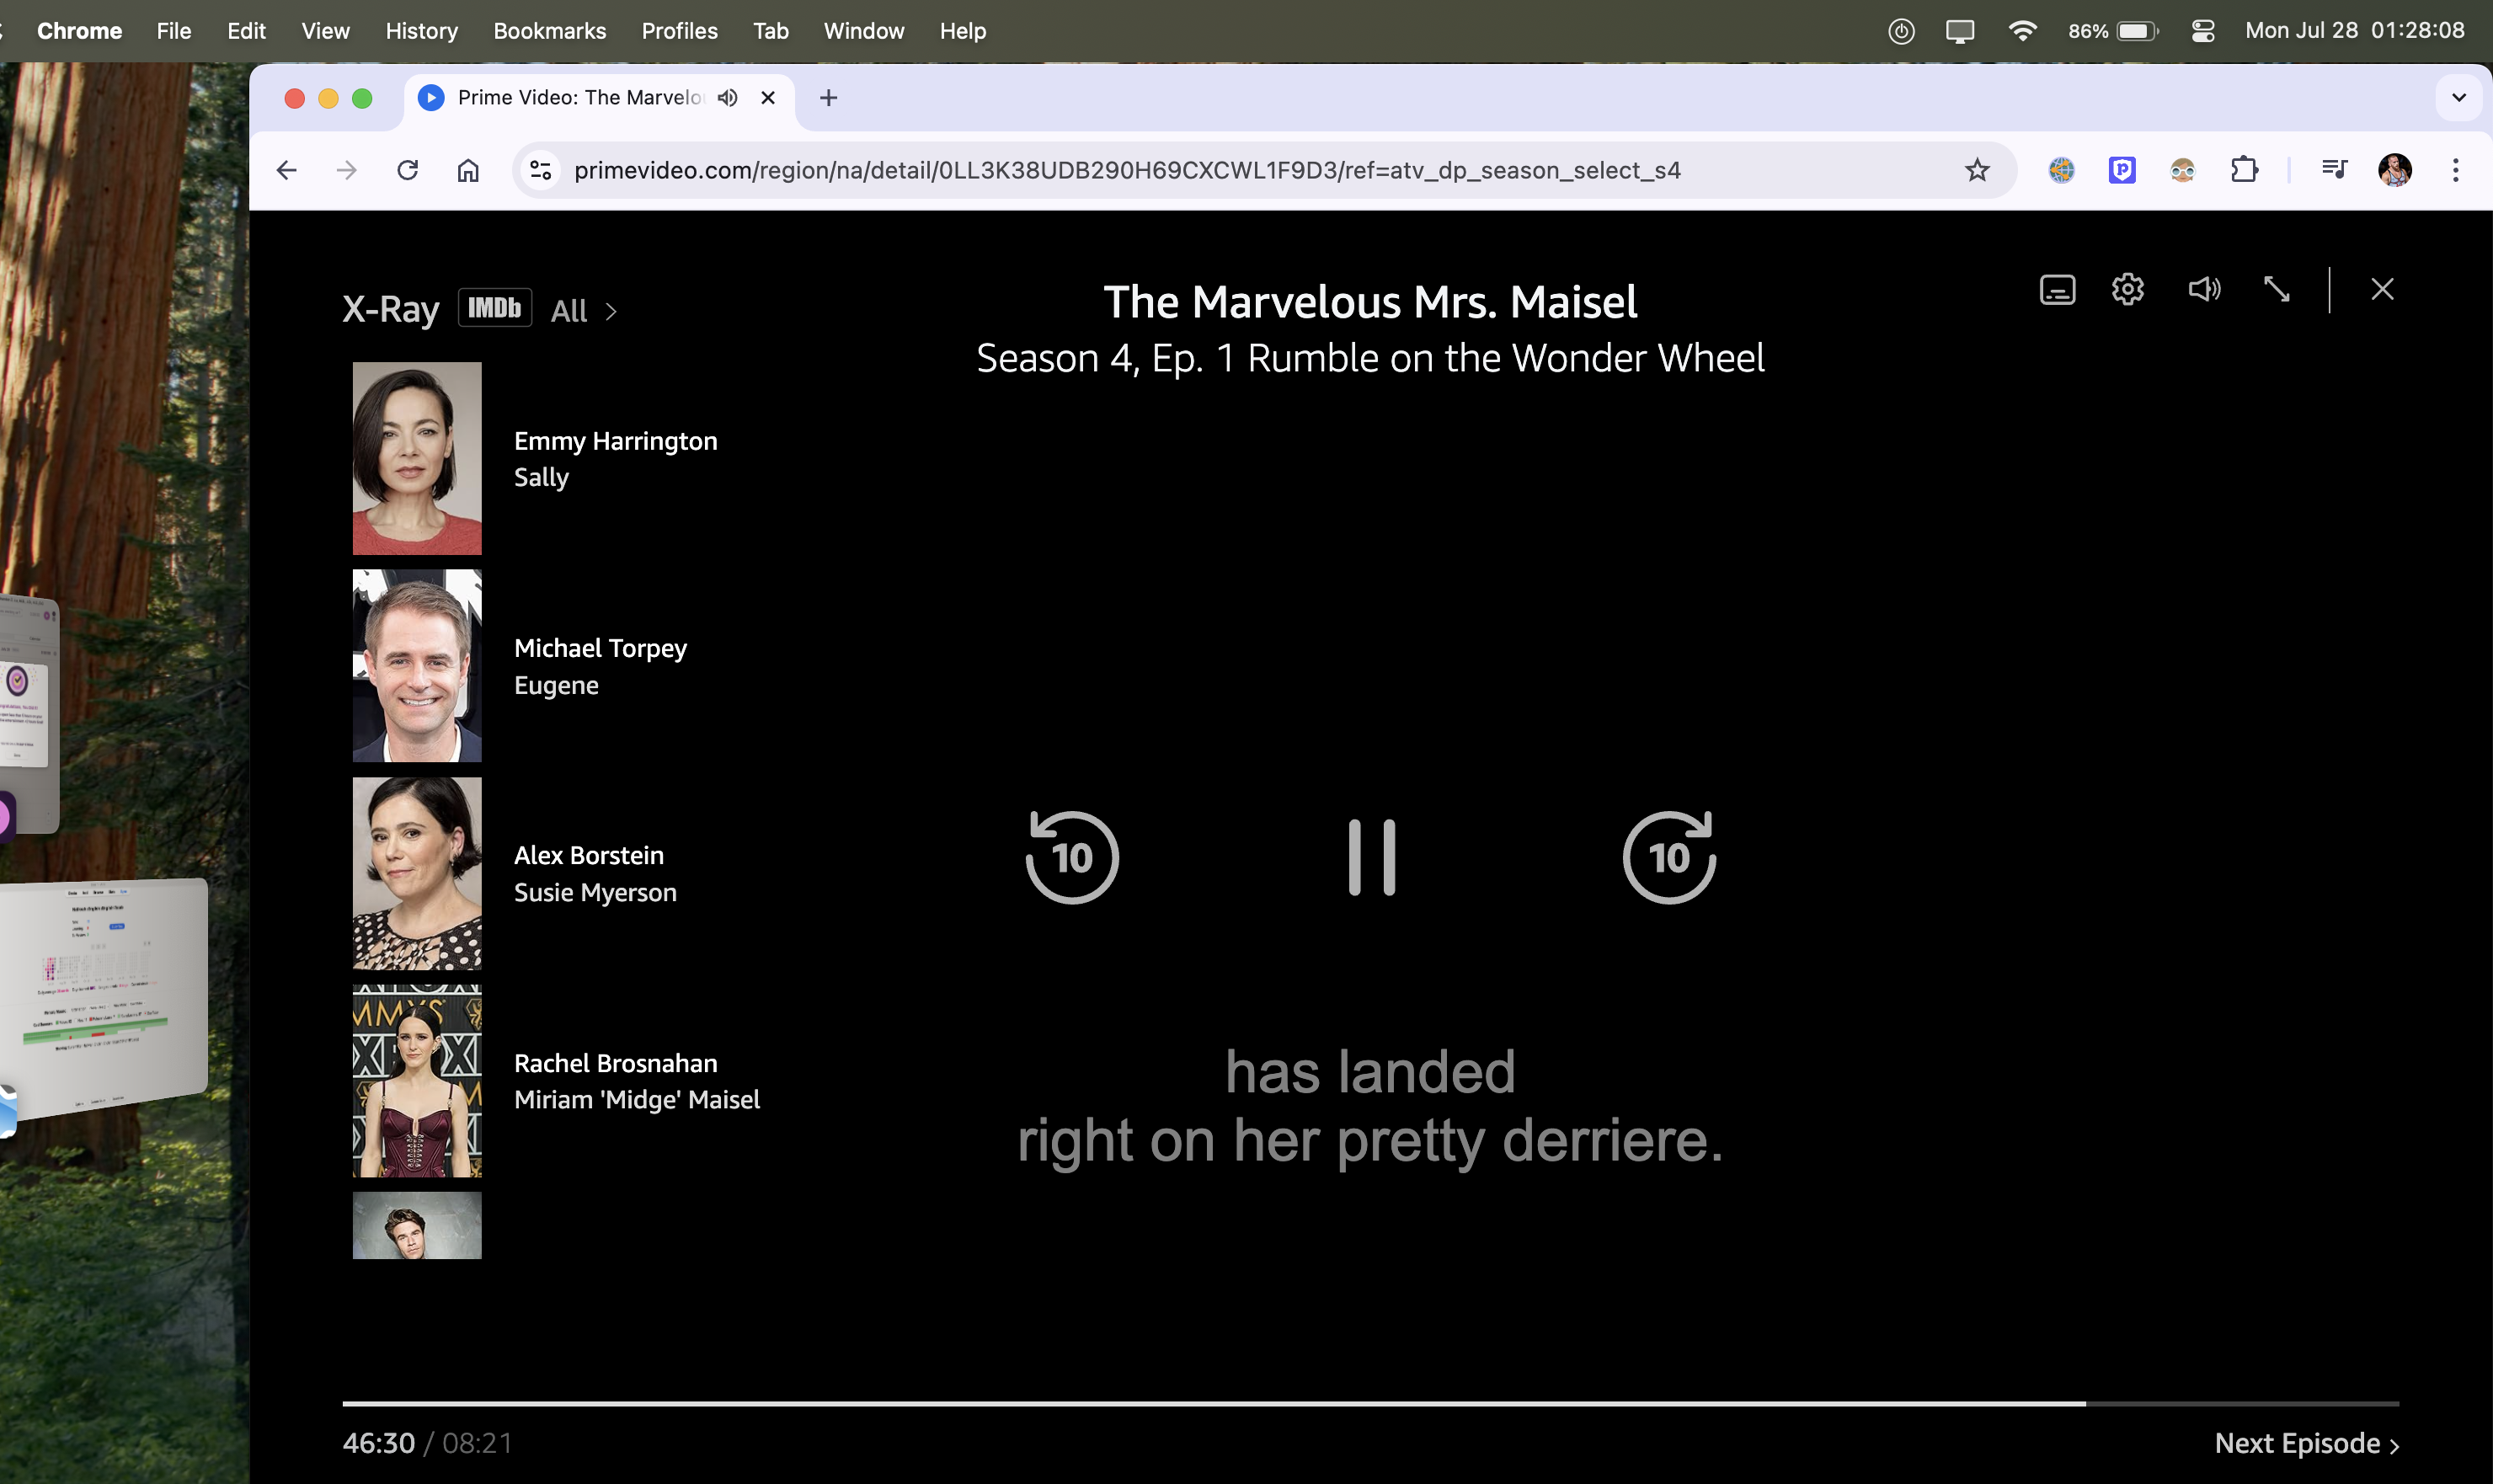 Chrome File Edit View History Bookmarks Profiles Tab Window Help 86% Mon Jul 28 01:28:08
Prime Video: The Marvelo
primevideo.com/region/na/detail/0LL3K38UDB290H69CXCWL1F9D3/ref=atv_dp_season_select_s4
X-Ray IMDb All
The Marvelous Mrs. Maisel
Season 4, Ep. 1 Rumble on the Wonder Wheel
Emmy Harrington
Sally
Michael Torpey
Eugene
Alex Borstein
Susie Myerson
Rachel Brosnahan
Miriam 'Midge' Maisel
10
10
has landed
right on her pretty derriere.
46:30 / 08:21
Next Episode